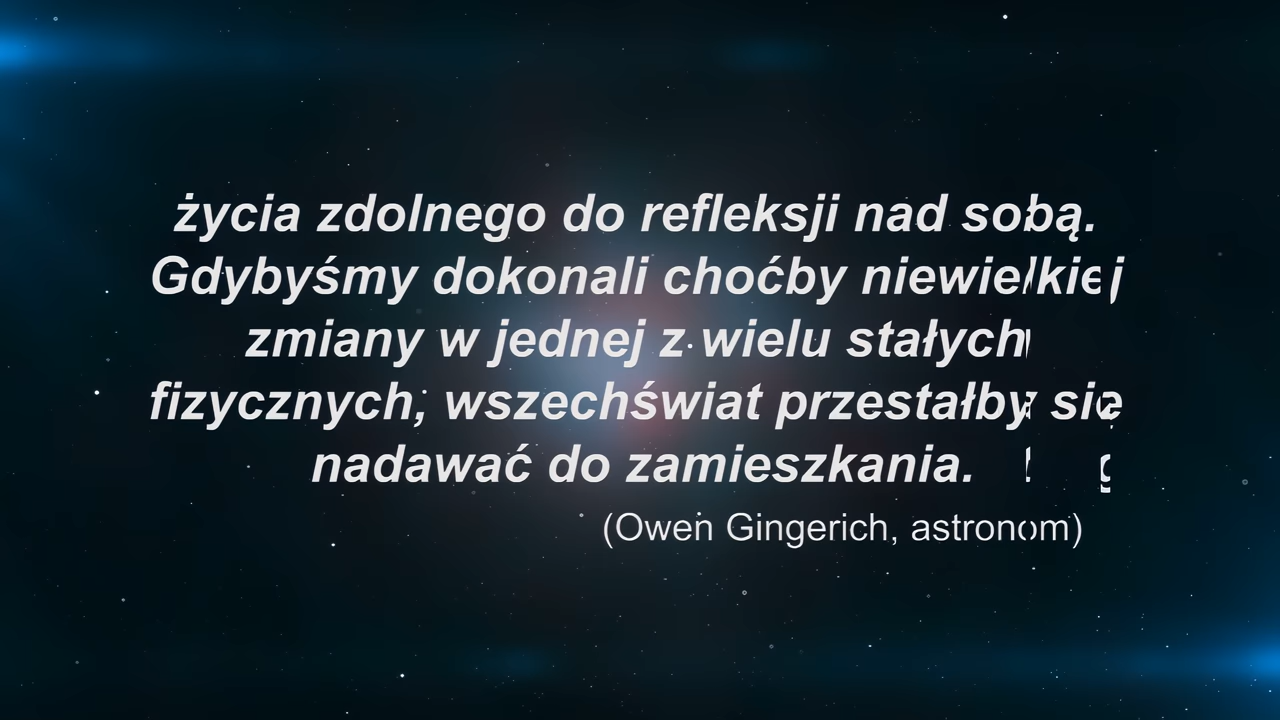 życia zdolnego do refleksji nad sobą.
Gdybyśmy dokonali choćby niewielkiej
zmiany w jednej z wielu stałych
fizycznych, wszechświat przestałby się
nadawać do zamieszkania.
(Owen Gingerich, astronom)